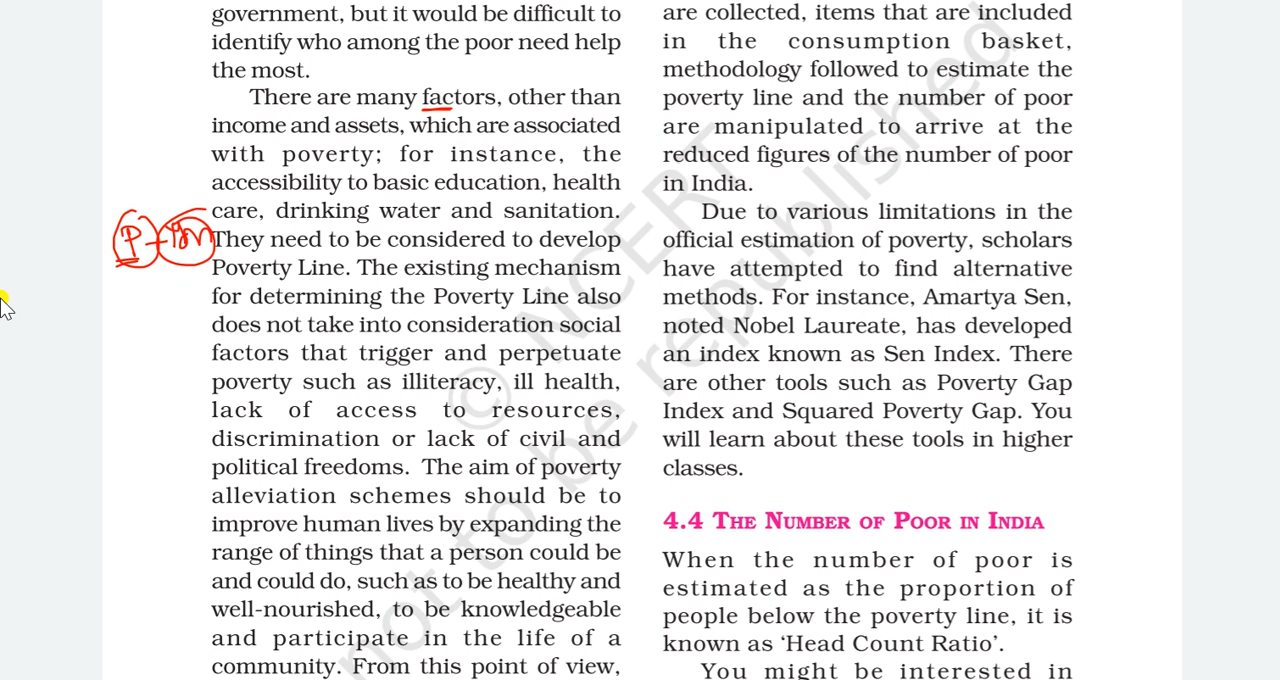 government, but it would be difficult to
identify who among the poor need help
the most.
There are many factors, other than
income and assets, which are associated
with poverty; for instance, the
accessibility to basic education, health
care, drinking water and sanitation.
They need to be considered to develop
Poverty Line. The existing mechanism
for determining the Poverty Line also
does not take into consideration social
factors that trigger and perpetuate
poverty such as illiteracy, ill health,
lack of access to resources,
discrimination or lack of civil and
political freedoms. The aim of poverty
alleviation schemes should be to
improve human lives by expanding the
range of things that a person could be
and could do, such as to be healthy and
well-nourished, to be knowledgeable
and participate in the life of a
community. From this point of view,
P
are collected, items that are included
in the consumption basket,
methodology followed to estimate the
poverty line and the number of poor
are manipulated to arrive at the
reduced figures of the number of poor
in India.
Due to various limitations in the
official estimation of poverty, scholars
have attempted to find alternative
methods. For instance, Amartya Sen,
noted Nobel Laureate, has developed
an index known as Sen Index. There
are other tools such as Poverty Gap
Index and Squared Poverty Gap. You
will learn about these tools in higher
classes.
4.4 The Number of Poor in India
When the number of poor is
estimated as the proportion of
people below the poverty line, it is
known as ‘Head Count Ratio’.
You might be interested in
© NCERT
not to be republished